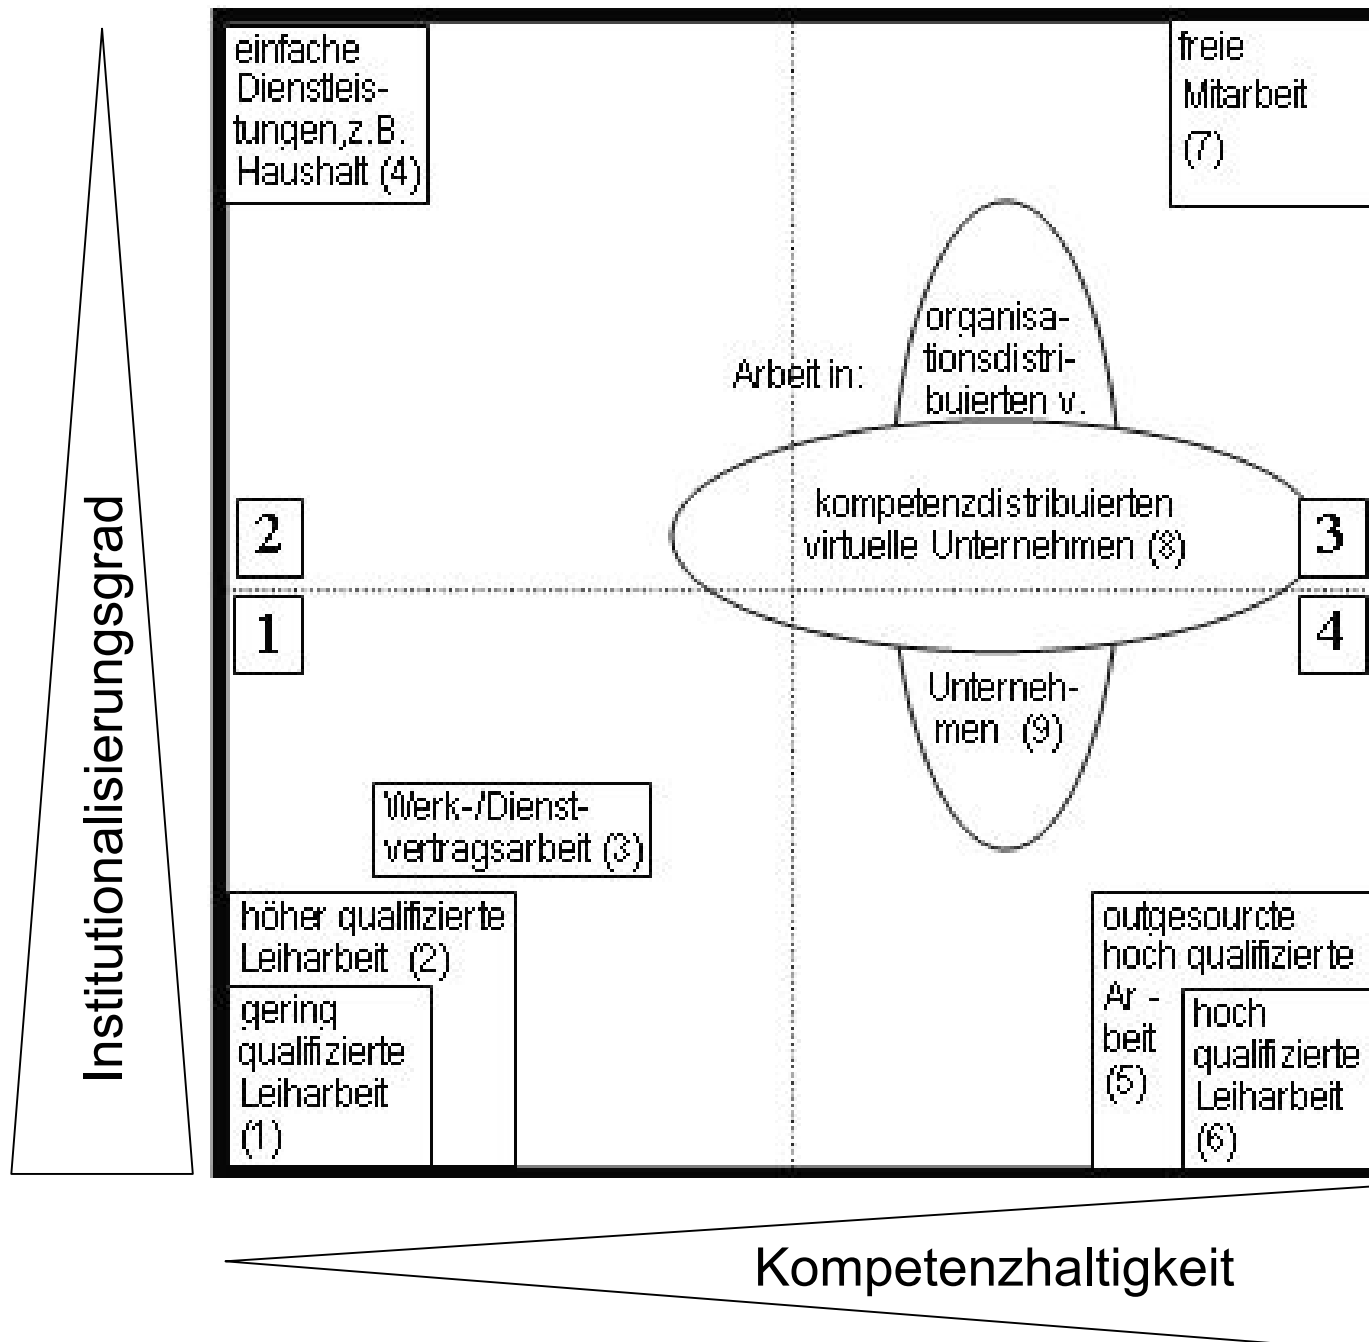 einfache
Dienstleis-
tungen,z.B.
Haushalt (4)
freie
Mitarbeit
(7)
Arbeit in:
organisa-
tionsdistri-
buierten v.
kompetenzdistribuierten
virtuelle Unternehmen (8)
Unterneh-
men (9)
2
1
3
4
Werk-/Dienst-
vertragsarbeit (3)
höher qualifizierte
Leiharbeit (2)
gering
qualifizierte
Leiharbeit
(1)
outgesourcte
hoch qualifizierte
Ar -
beit
(5)
hoch
qualifizierte
Leiharbeit
(6)
Institutionalisierungsgrad
Kompetenzhaltigkeit